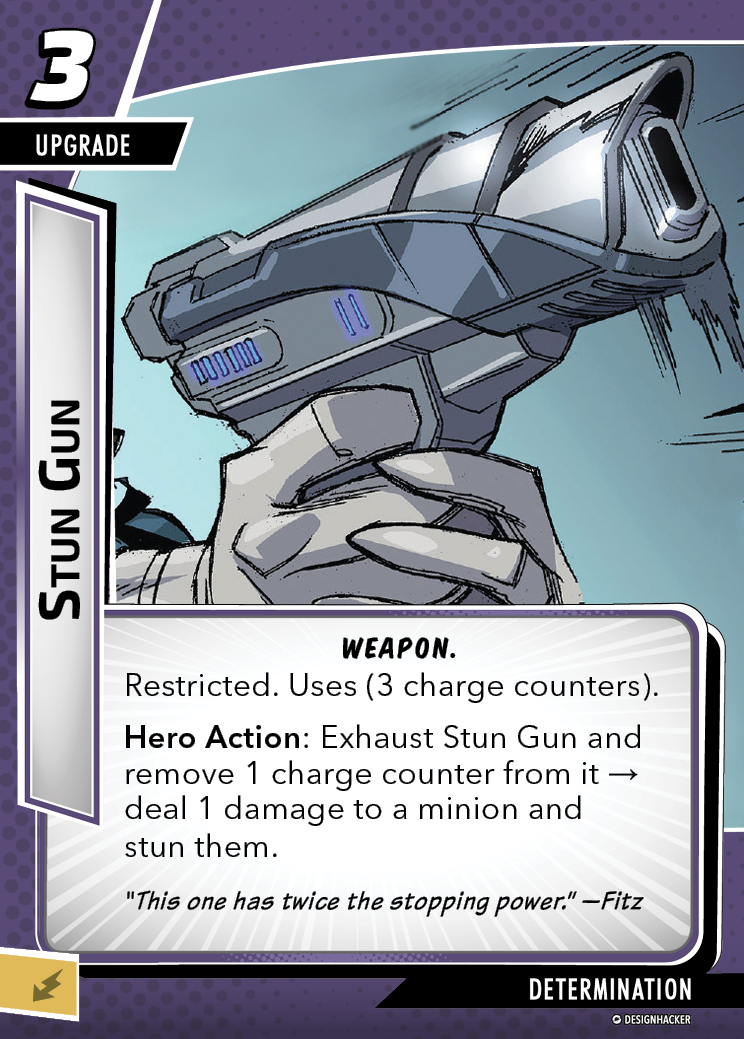 3
UPGRADE
STUN GUN
WEAPON.
Restricted. Uses (3 charge counters).
Hero Action: Exhaust Stun Gun and
remove 1 charge counter from it →
deal 1 damage to a minion and
stun them.
"This one has twice the stopping power." —Fitz
DETERMINATION
DESIGNHACKER